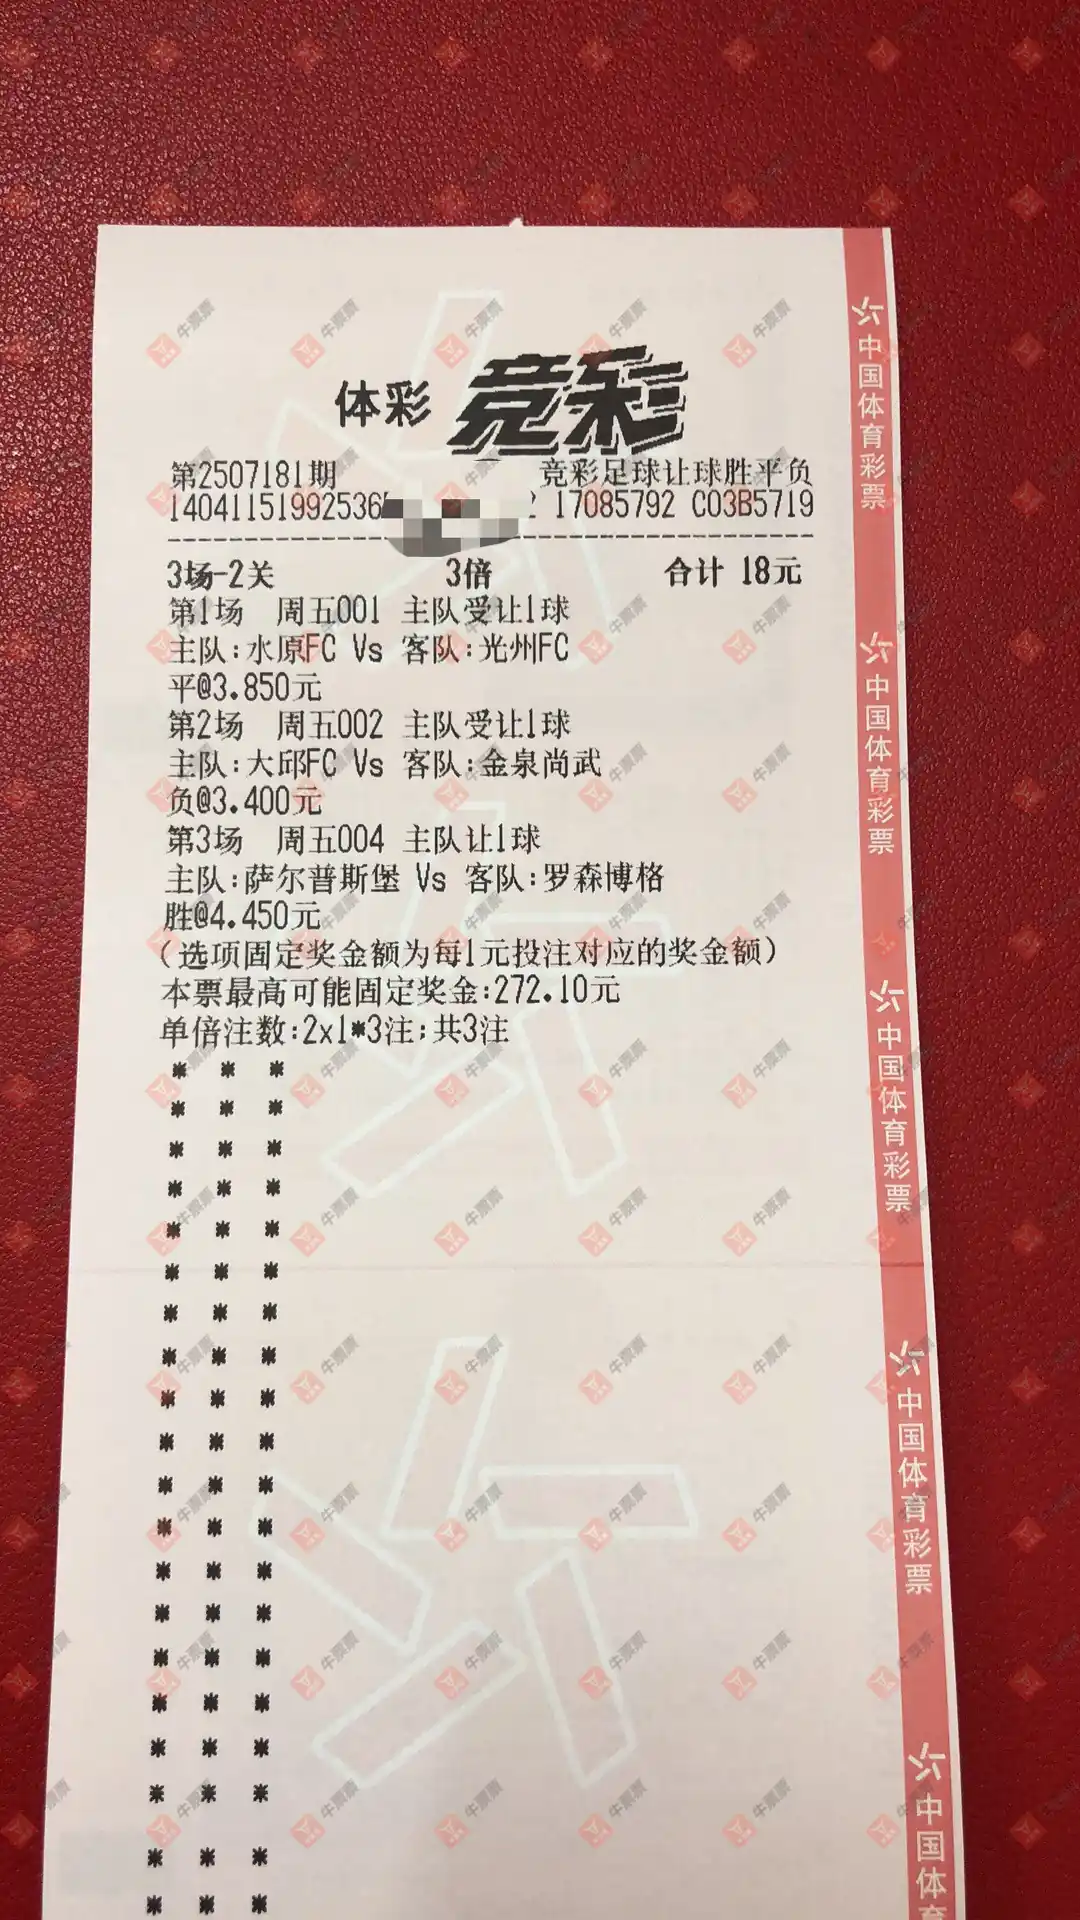 体彩 竞彩
第2507181期 竞彩足球让球胜平负
14041151992536 17085792 C03B5719
3场-2关 3倍 合计 18元
第1场 周五001 主队受让1球
主队:水原FC Vs 客队:光州FC
平@3.850元
第2场 周五002 主队受让1球
主队:大邱FC Vs 客队:金泉尚武
负@3.400元
第3场 周五004 主队让1球
主队:萨尔普斯堡 Vs 客队:罗森博格
胜@4.450元
(选项固定奖金额为每1元投注对应的奖金额)
本票最高可能固定奖金:272.10元
单倍注数:2x1*3注;共3注
中国体育彩票
中国体育彩票
中国体育彩票
中国体育彩票
中国体育
牛票票